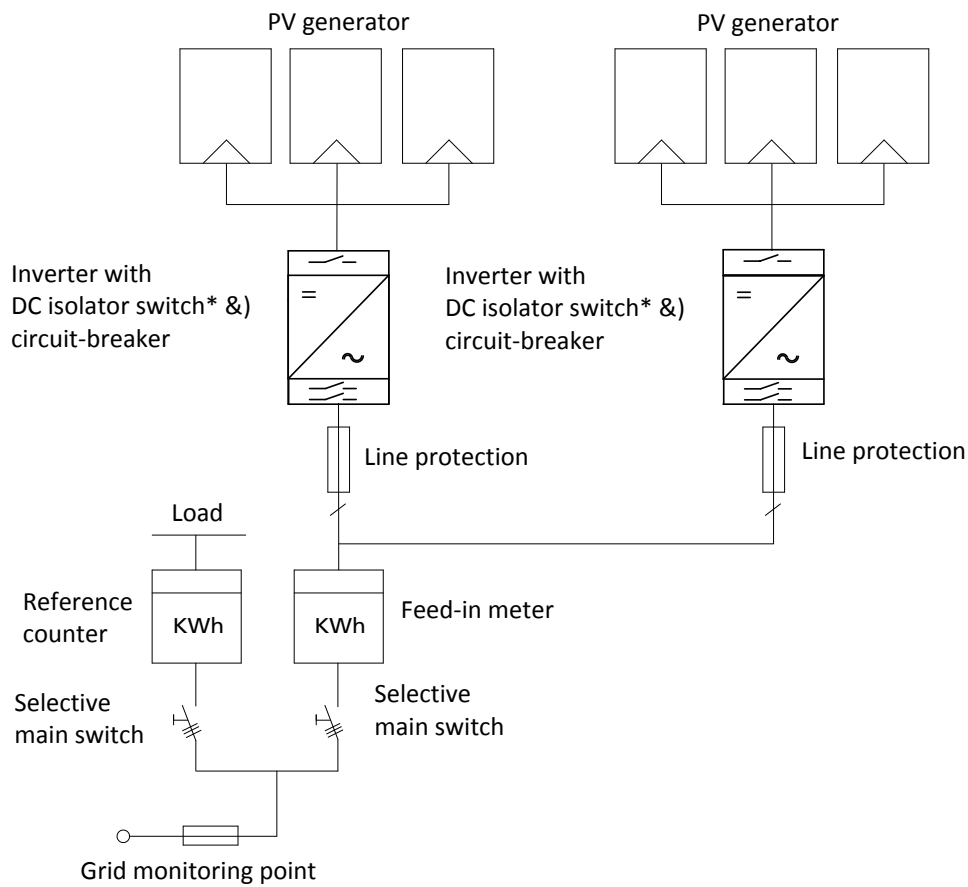 PV generator
PV generator
Inverter with
DC isolator switch* &)
circuit-breaker
Inverter with
DC isolator switch* &)
circuit-breaker
Line protection
Line protection
Load
Reference
counter
KWh
KWh
Feed-in meter
Selective
main switch
Selective
main switch
Grid monitoring point